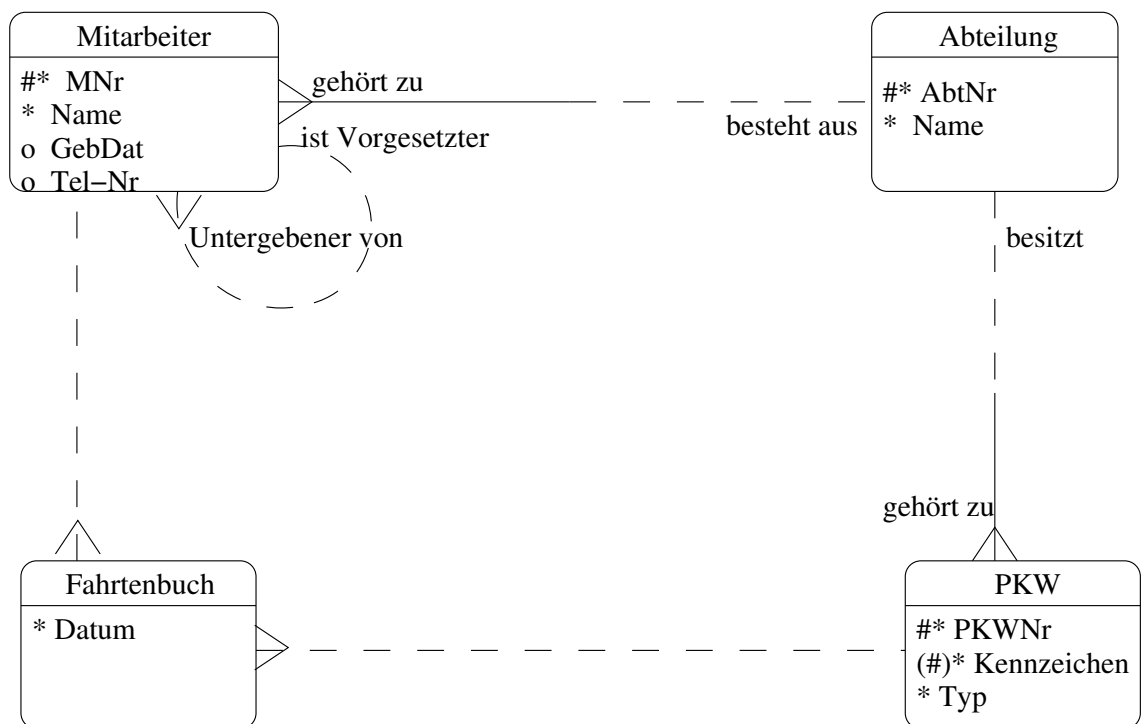 Mitarbeiter
#* MNr
* Name
o GebDat
o Tel−Nr
gehört zu
ist Vorgesetzter
Untergebener von
besteht aus
Abteilung
#* AbtNr
* Name
besitzt
gehört zu
Fahrtenbuch
* Datum
PKW
#* PKWNr
(#)* Kennzeichen
* Typ